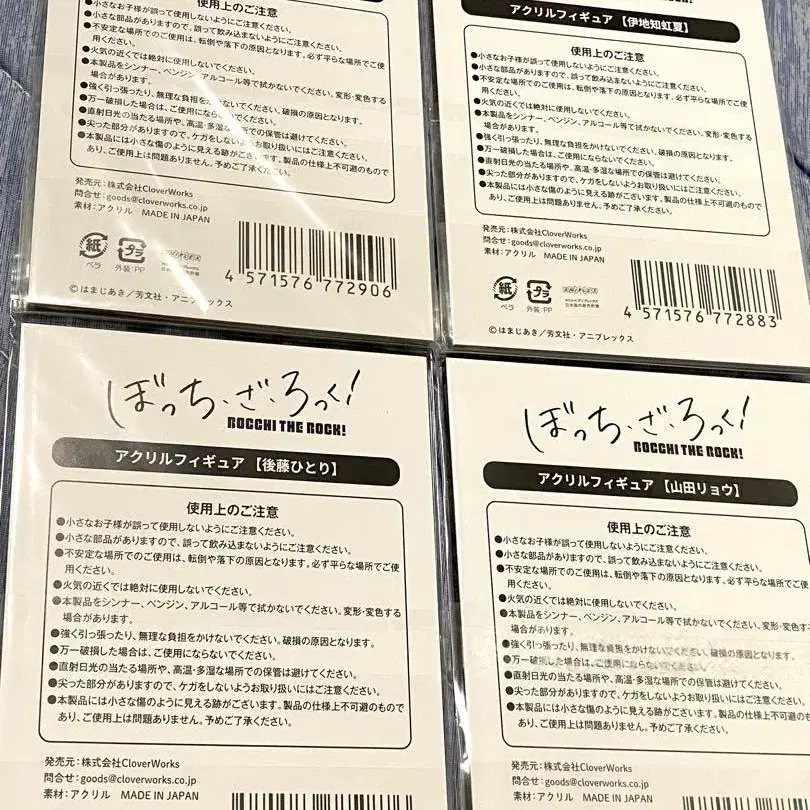 使用上のご注意
●小さなお子様が誤って使用しないようにご注意ください。
●小さな部品がありますので、誤って飲み込まないようにご注意ください。
●不安定な場所でのご使用は、転倒や落下の原因となります。必ず平らな場所でご使用ください。
●火気の近くでは絶対に使用しないでください。
●本製品をシンナー、ベンジン、アルコール等で拭かないでください。変形・変色する場合があります。
●強く引っ張ったり、無理な負担をかけないでください。破損の原因となります。
●万一破損した場合は、ご使用にならないでください。
●直射日光の当たる場所や、高温・多湿な場所での保管は避けてください。
●尖った部分がありますので、ケガをしないようお取り扱いにはご注意ください。
●本製品には小さな傷のように見える跡がございます。製品の仕様上不可避のもので
あり、ご使用上は問題ありません。予めご了承ください。
発売元：株式会社CloverWorks
問合せ：goods@cloverworks.co.jp
素材：アクリル MADE IN JAPAN
紙
ベラ
プラ
外装：PP
4 571576 772906
©はまじあき／芳文社・アニプレックス
アクリルフィギュア 【伊地知虹夏】
使用上のご注意
●小さなお子様が誤って使用しないようにご注意ください。
●小さな部品がありますので、誤って飲み込まないようにご注意ください。
●不安定な場所でのご使用は、転倒や落下の原因となります。必ず平らな場所でご使
用ください。
●火気の近くでは絶対に使用しないでください。
●本製品をシンナー、ベンジン、アルコール等で拭かないでください。変形・変色する
場合があります。
●強く引っ張ったり、無理な負担をかけないでください。破損の原因となります。
●万一破損した場合は、ご使用にならないでください。
●直射日光の当たる場所や、高温・多湿な場所での保管は避けてください。
●尖った部分がありますので、ケガをしないようお取り扱いにはご注意ください。
●本製品には小さな傷のように見える跡がございます。製品の仕様上不可避のもので
あり、ご使用上は問題ありません。予めご了承ください。
発売元：株式会社CloverWorks
問合せ：goods@cloverworks.co.jp
素材：アクリル MADE IN JAPAN
紙
ベラ
プラ
外装：PP
4 571576 772883
©はまじあき／芳文社・アニプレックス
ぼっち・ざ・ろっく！
BOCCHI THE ROCK!
アクリルフィギュア 【後藤ひとり】
使用上のご注意
●小さなお子様が誤って使用しないようにご注意ください。
●小さな部品がありますので、誤って飲み込まないようにご注意ください。
●不安定な場所でのご使用は、転倒や落下の原因となります。必ず平らな場所でご使
用ください。
●火気の近くでは絶対に使用しないでください。
●本製品をシンナー、ベンジン、アルコール等で拭かないでください。変形・変色する
場合があります。
●強く引っ張ったり、無理な負担をかけないでください。破損の原因となります。
●万一破損した場合は、ご使用にならないでください。
●直射日光の当たる場所や、高温・多湿な場所での保管は避けてください。
●尖った部分がありますので、ケガをしないようお取り扱いにはご注意ください。
●本製品には小さな傷のように見える跡がございます。製品の仕様上不可避のもので
あり、ご使用上は問題ありません。予めご了承ください。
発売元：株式会社CloverWorks
問合せ：goods@cloverworks.co.jp
素材：アクリル MADE IN JAPAN
ぼっち・ざ・ろっく！
BOCCHI THE ROCK!
アクリルフィギュア 【山田リョウ】
使用上のご注意
●小さなお子様が誤って使用しないようにご注意ください。
●小さな部品がありますので、誤って飲み込まないようにご注意ください。
●不安定な場所でのご使用は、転倒や落下の原因となります。必ず平らな場所でご使
用ください。
●火気の近くでは絶対に使用しないでください。
●本製品をシンナー、ベンジン、アルコール等で拭かないでください。変形・変色す
場合があります。
●強く引っ張ったり、無理な負担をかけないでください。破損の原因となります。
●万一破損した場合は、ご使用にならないでください。
●直射日光の当たる場所や、高温・多湿な場所での保管は避けてください。
●尖った部分がありますので、ケガをしないようお取り扱いにはご注意ください。
●本製品には小さな傷のように見える跡がございます。製品の仕様上不可避のもので
あり、ご使用上は問題ありません。予めご了承ください。
発売元：株式会社CloverWorks
問合せ：goods@cloverworks.co.jp
素材：アクリル MADE IN JAPAN